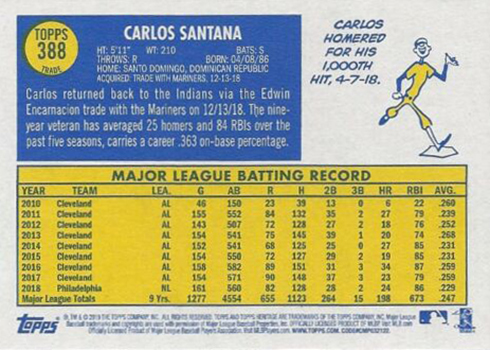 TOPPS
388
TRADE
CARLOS SANTANA
HT: 5'11" WT: 210 BATS: S
THROWS: R BORN: 04/08/86
HOME: SANTO DOMINGO, DOMINICAN REPUBLIC
ACQUIRED: TRADE WITH MARINERS, 12-13-18
Carlos returned back to the Indians via the Edwin
Encarnacion trade with the Mariners on 12/13/18. The nine-
year veteran has averaged 25 homers and 84 RBIs over the
past five seasons, carries a career .363 on-base percentage.
CARLOS
HOMERED
FOR HIS
1,000TH
HIT, 4-7-18.
MAJOR LEAGUE BATTING RECORD
YEAR TEAM LEA. G AB R H 2B 3B HR RBI AVG.
2010 Cleveland AL 46 150 23 39 13 0 6 22 .260
2011 Cleveland AL 155 552 84 132 35 2 27 79 .239
2012 Cleveland AL 143 507 72 128 27 2 18 76 .252
2013 Cleveland AL 154 541 75 145 39 1 20 74 .268
2014 Cleveland AL 152 541 68 125 25 0 27 85 .231
2015 Cleveland AL 154 550 72 127 29 2 19 85 .231
2016 Cleveland AL 158 582 89 151 31 3 34 87 .259
2017 Cleveland AL 154 571 90 148 37 3 23 79 .259
2018 Philadelphia NL 161 560 82 128 28 2 24 86 .229
Major League Totals 9 Yrs. 1277 4554 655 1123 264 15 198 673 .247
Topps